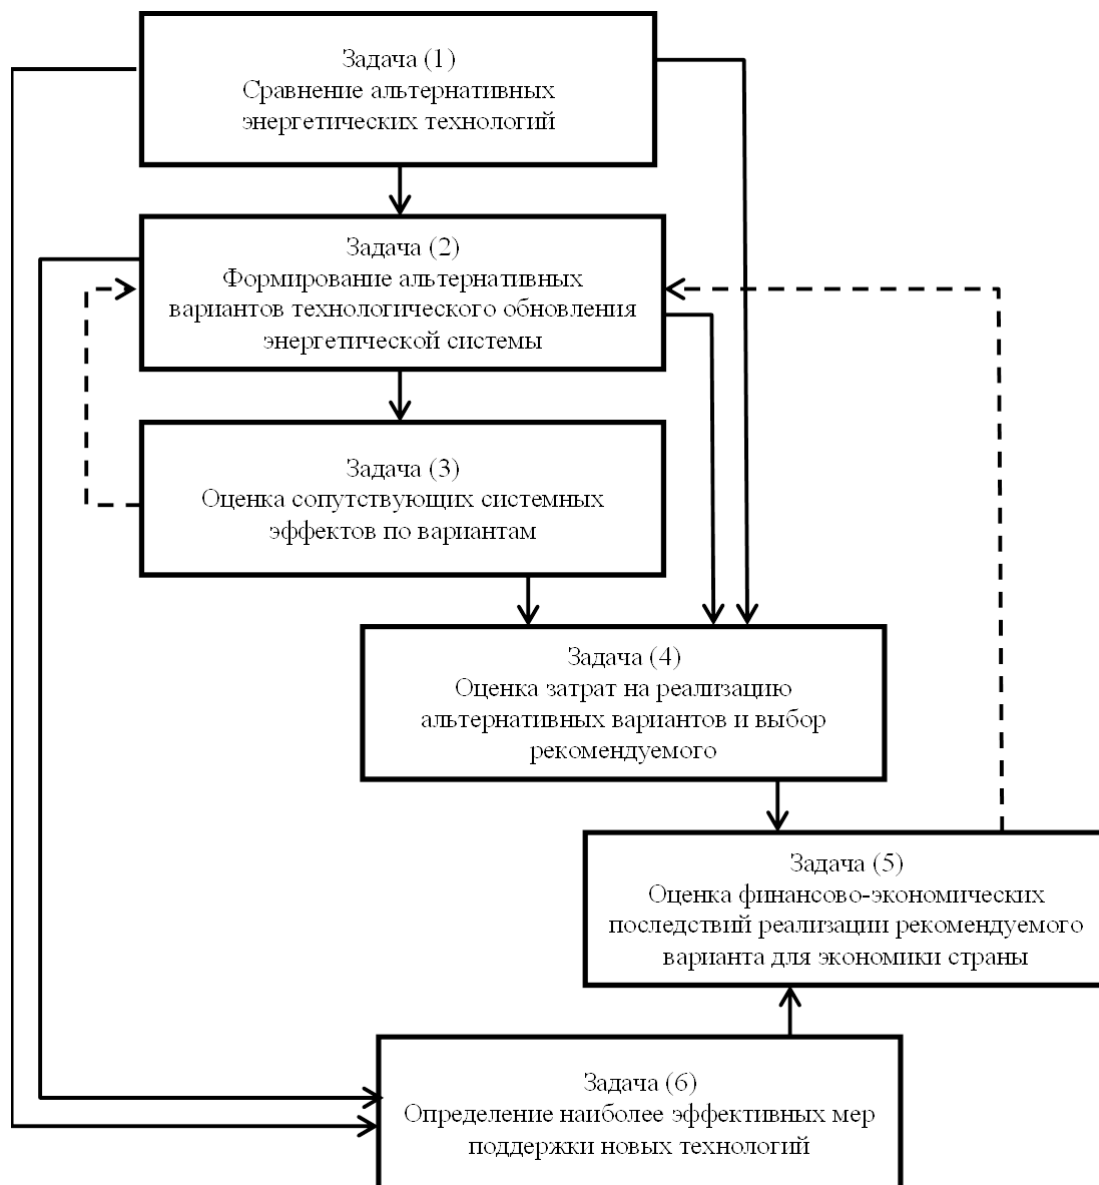 Задача (1)
Сравнение альтернативных
энергетических технологий
Задача (2)
Формирование альтернативных
вариантов технологического обновления
энергетической системы
Задача (3)
Оценка сопутствующих системных
эффектов по вариантам
Задача (4)
Оценка затрат на реализацию
альтернативных вариантов и выбор
рекомендуемого
Задача (5)
Оценка финансово-экономических
последствий реализации рекомендуемого
варианта для экономики страны
Задача (6)
Определение наиболее эффективных мер
поддержки новых технологий